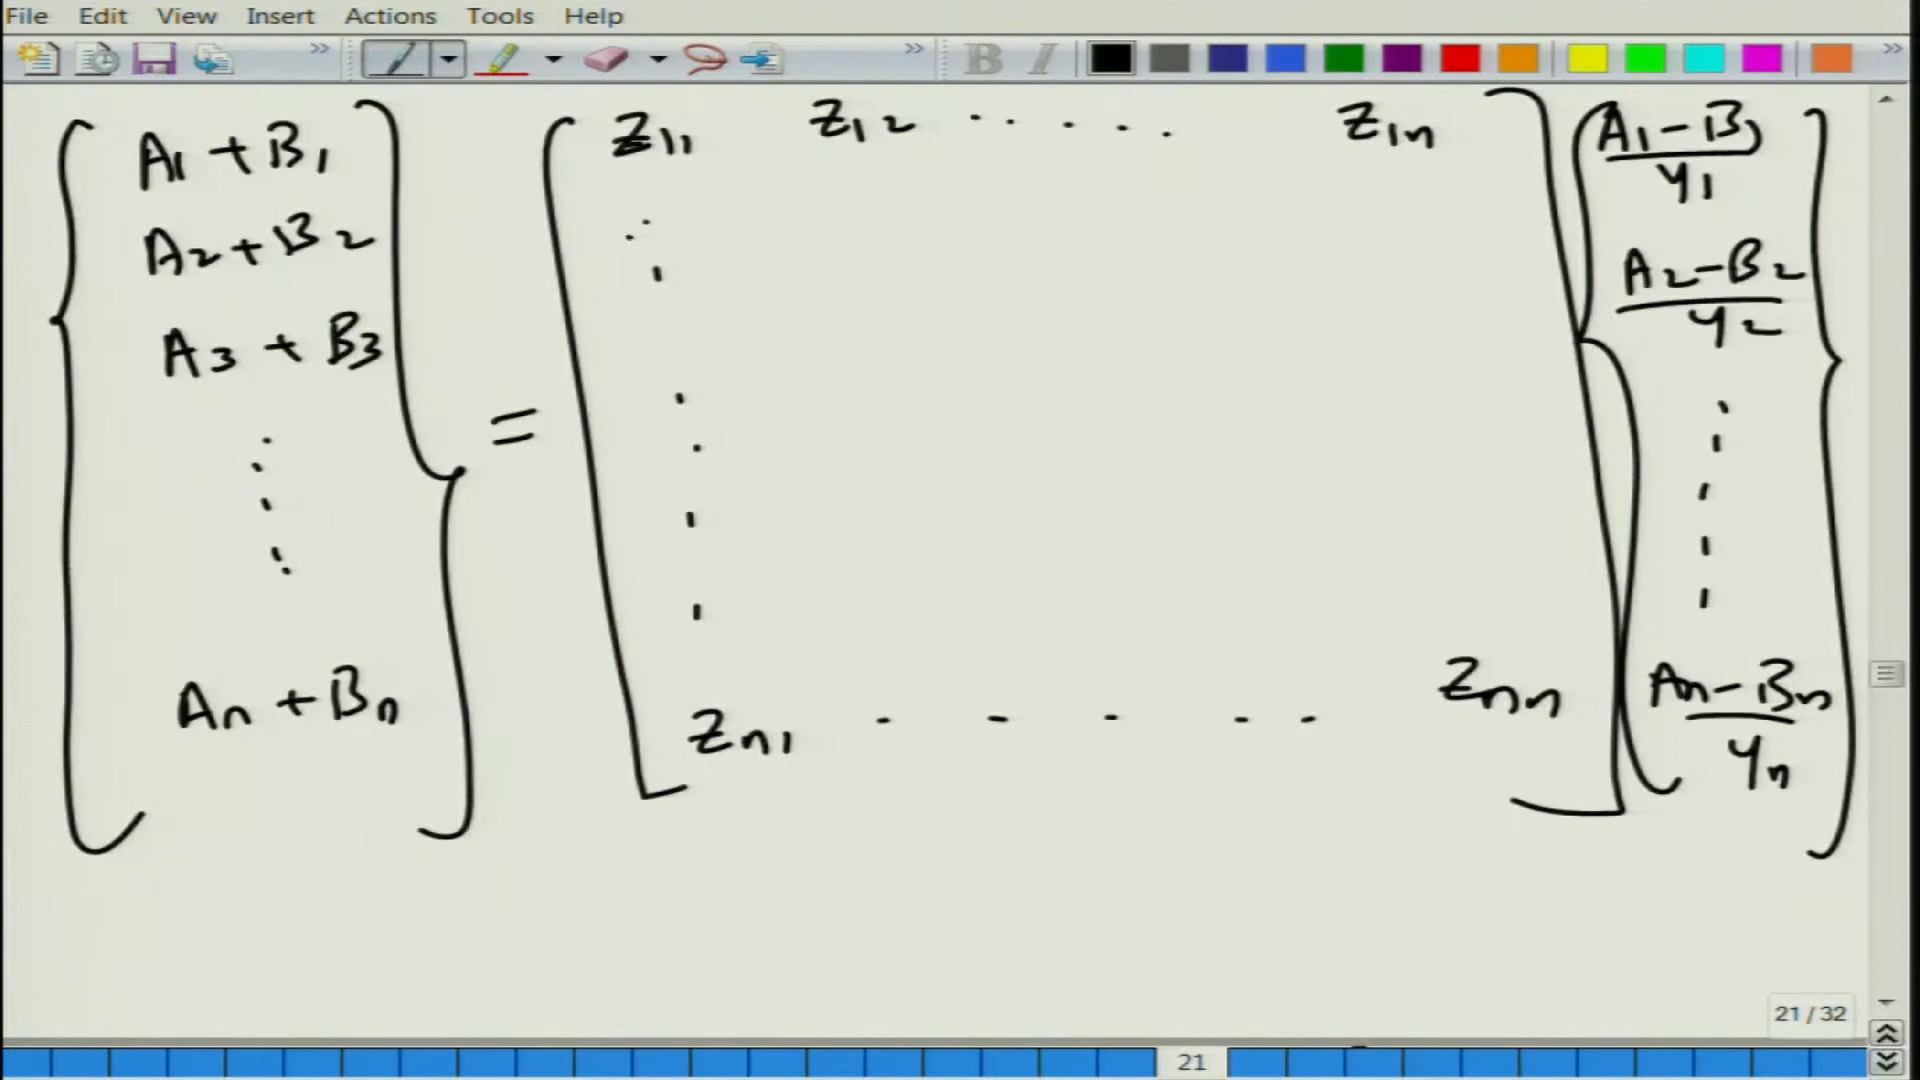 File Edit View Insert Actions Tools Help
B I
A1 + B1
A2 + B2
A3 + B3
An + Bn
=
Z11 Z12 ..... Z1n
Zn1 Znn
A1 - B1
Y1
A2 - B2
Y2
An - Bn
Yn
21 / 32
21